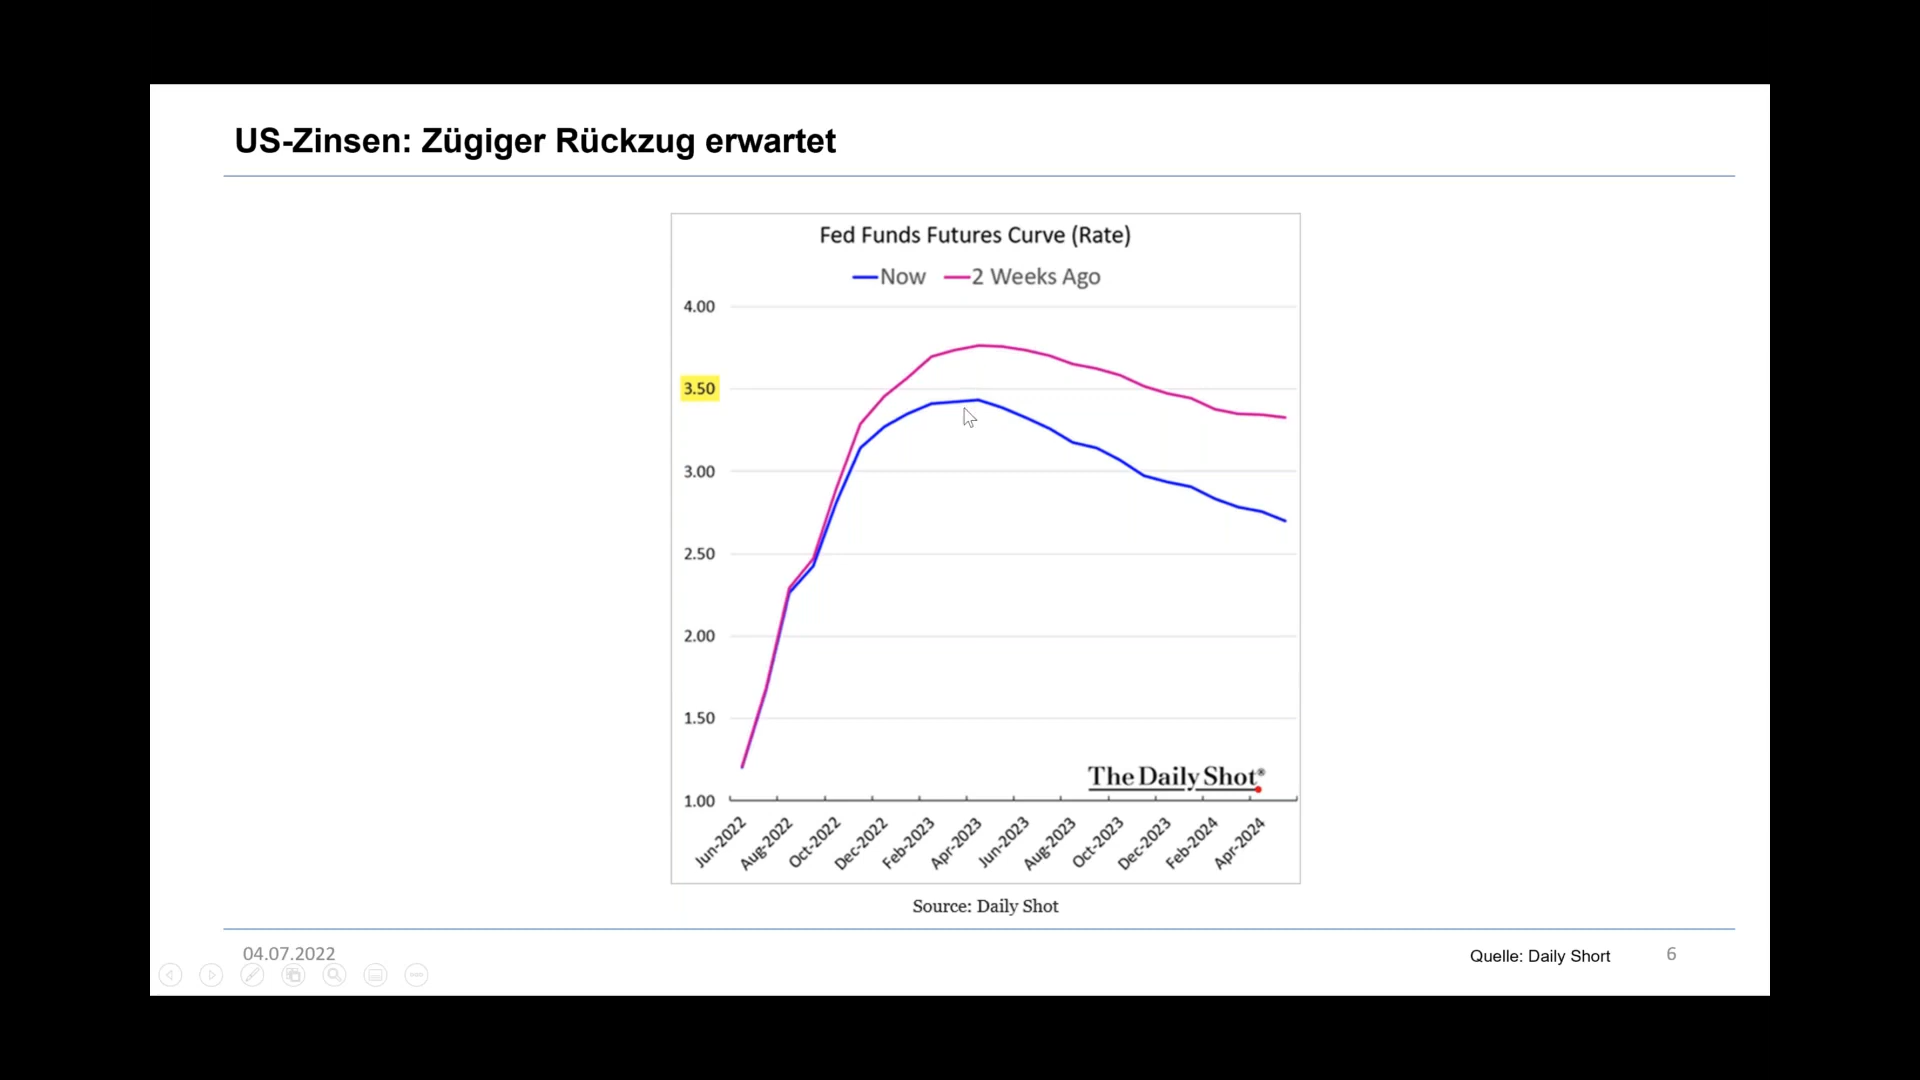 US-Zinsen: Zügiger Rückzug erwartet
Fed Funds Futures Curve (Rate)
Now 2 Weeks Ago
4.00
3.50
3.00
2.50
2.00
1.50
1.00
The Daily Shot®
Jun-2022 Aug-2022 Oct-2022 Dec-2022 Feb-2023 Apr-2023 Jun-2023 Aug-2023 Oct-2023 Dec-2023 Feb-2024 Apr-2024
Source: Daily Shot
04.07.2022
Quelle: Daily Short
6